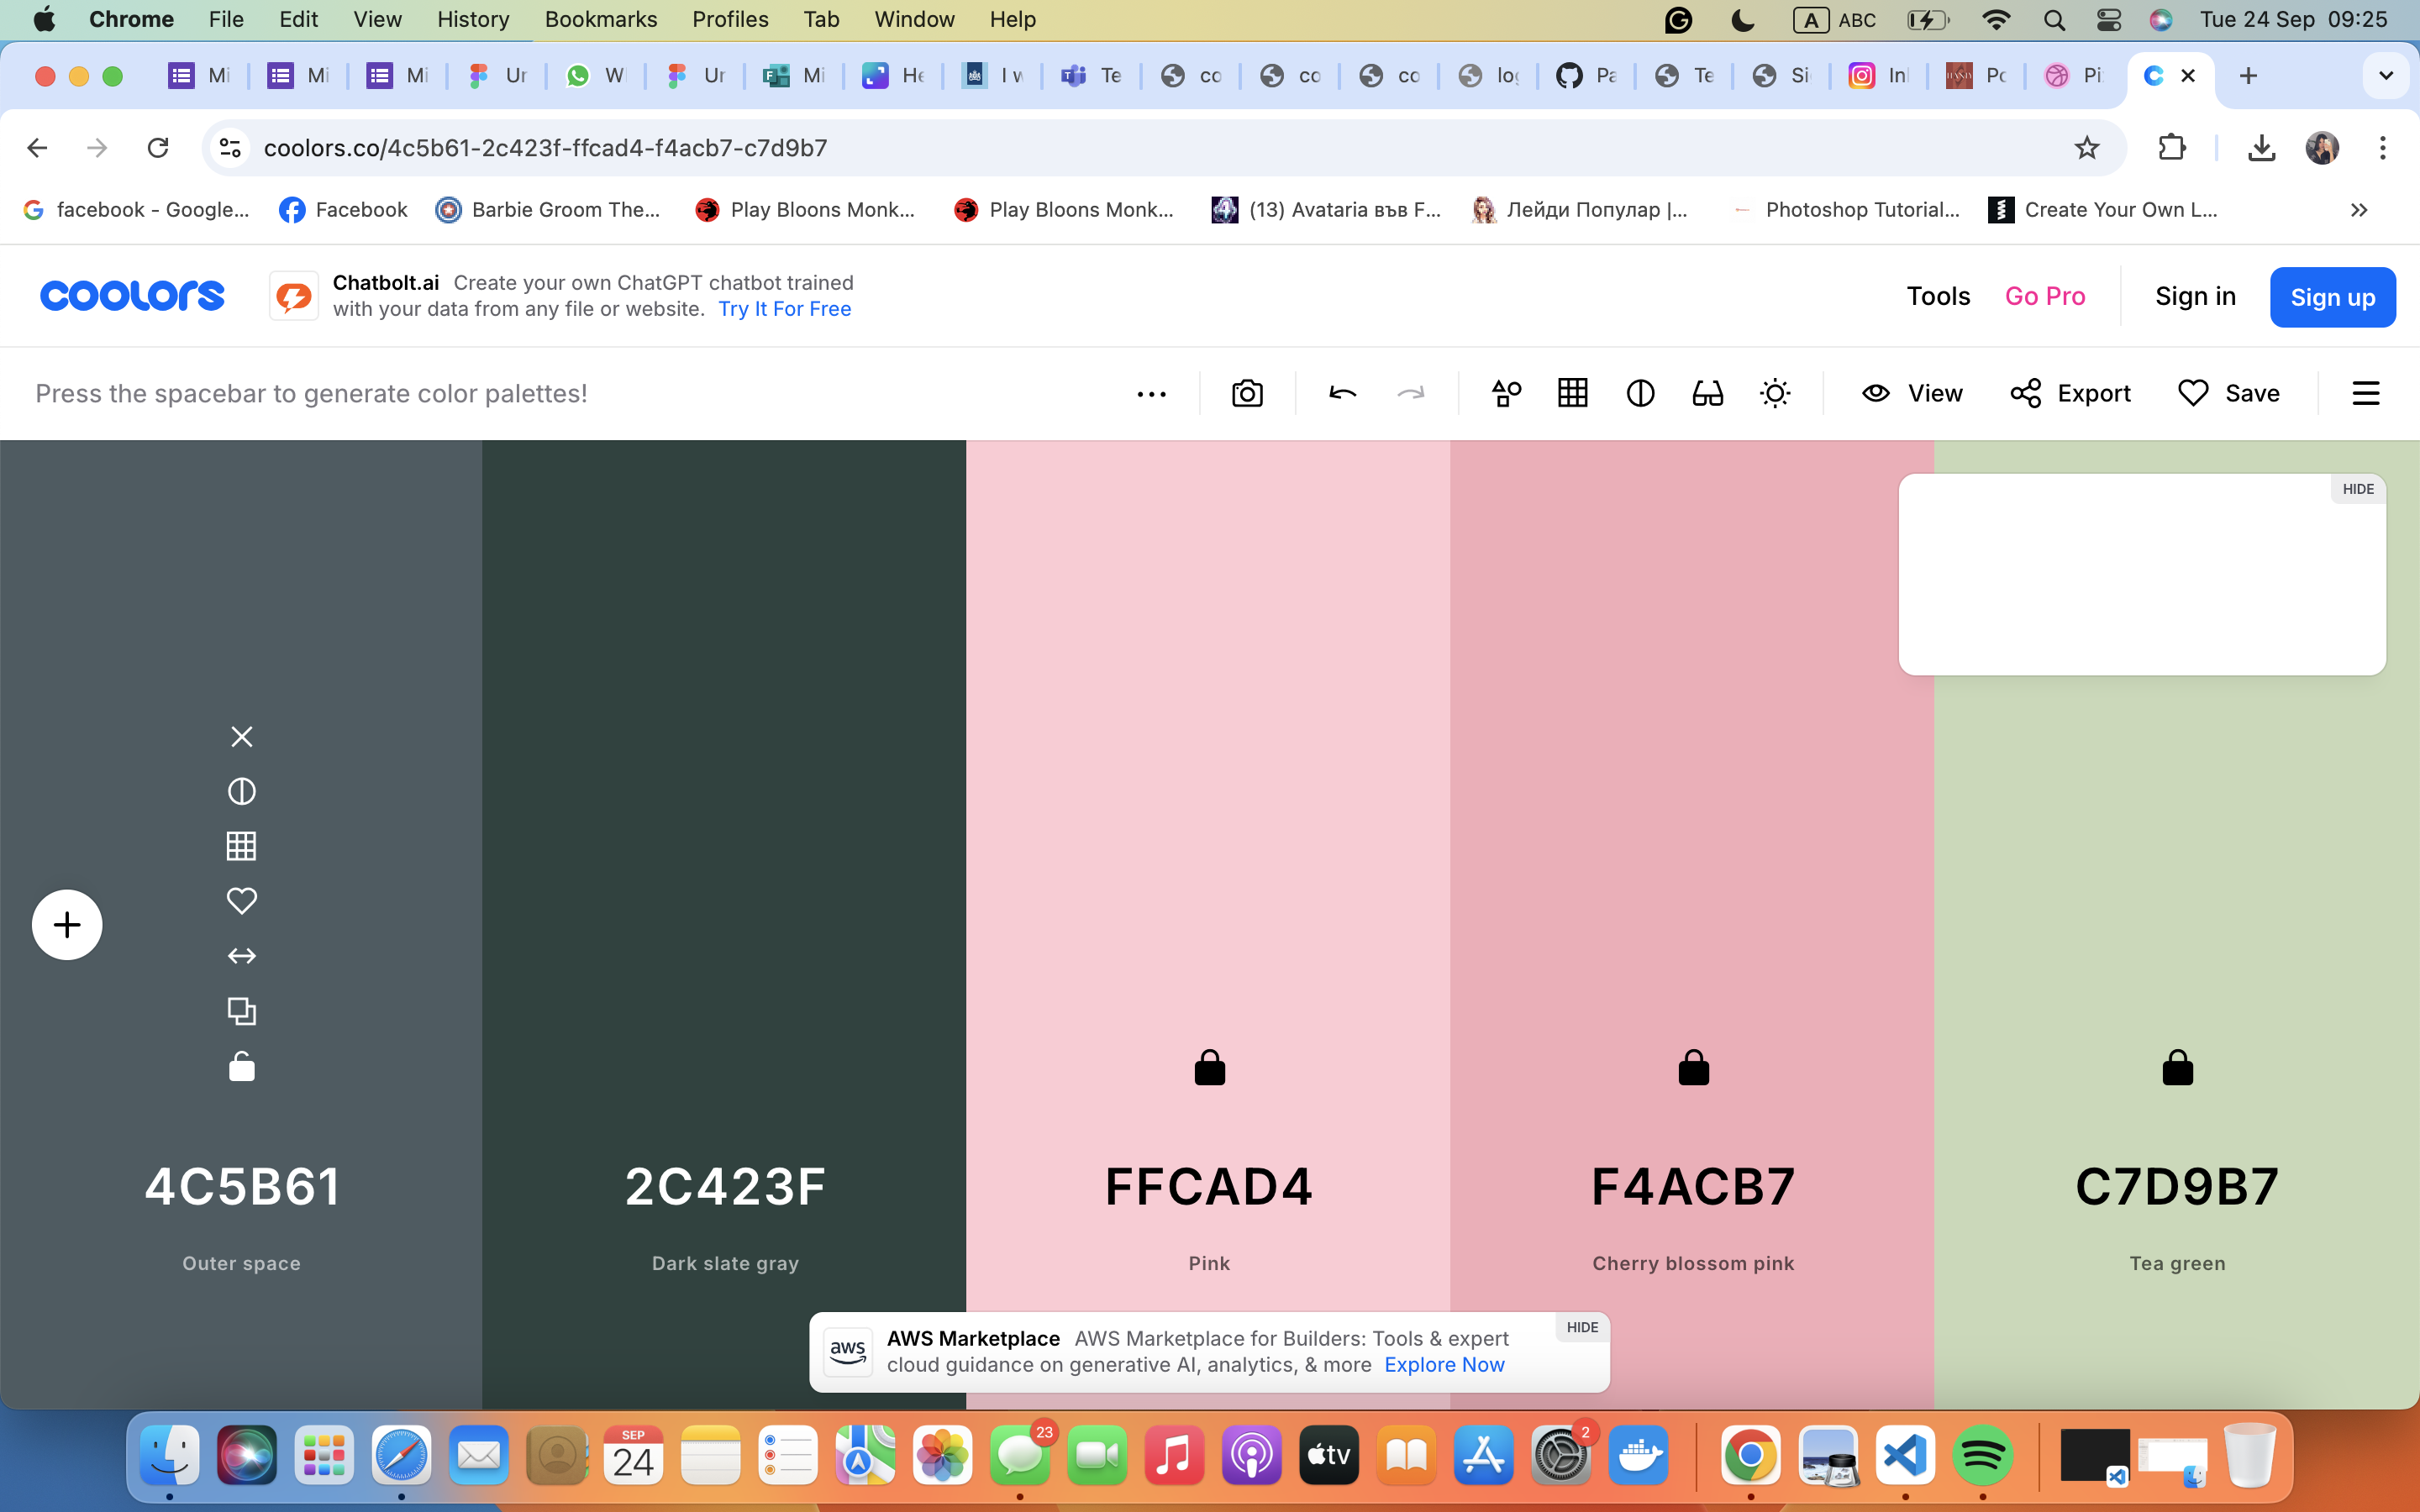 Chrome File Edit View History Bookmarks Profiles Tab Window Help A ABC Tue 24 Sep 09:25
Mi Mi Mi Ur W Ur Mi He I w Te co co co log Pa Te Si In Po Pi
coolors.co/4c5b61-2c423f-ffcad4-f4acb7-c7d9b7
facebook - Google... Facebook Barbie Groom The... Play Bloons Monk... Play Bloons Monk... (13) Avataria във F... Лейди Популар |... Photoshop Tutorial... Create Your Own L...
coolors
Chatbolt.ai Create your own ChatGPT chatbot trained
with your data from any file or website. Try It For Free
Tools Go Pro Sign in Sign up
Press the spacebar to generate color palettes!
View Export Save
HIDE
4C5B61 2C423F FFCAD4 F4ACB7 C7D9B7
Outer space Dark slate gray Pink Cherry blossom pink Tea green
aws
AWS Marketplace AWS Marketplace for Builders: Tools & expert
cloud guidance on generative AI, analytics, & more Explore Now
HIDE
SEP
24
23
tv
2